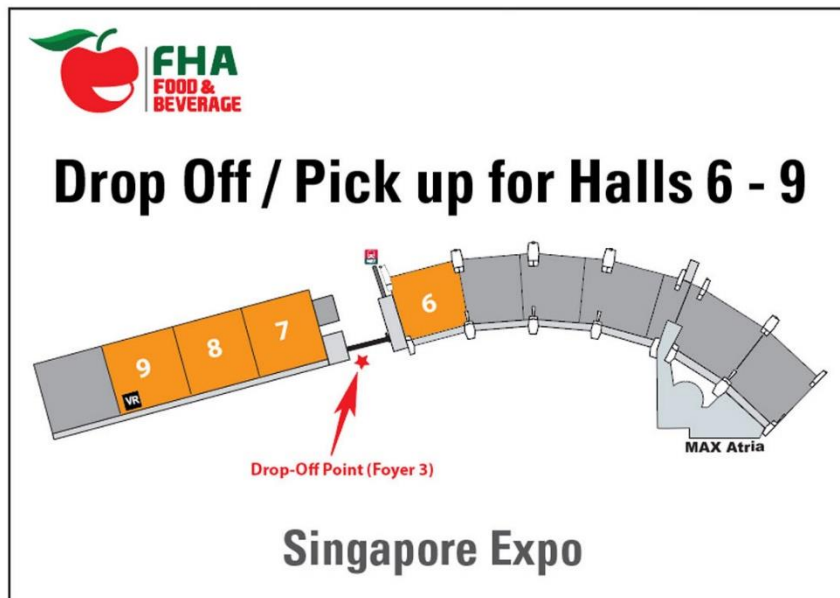 FHA
FOOD &
BEVERAGE
Drop Off / Pick up for Halls 6 - 9
6
7
8
9
VR
MAX Atria
Drop-Off Point (Foyer 3)
Singapore Expo